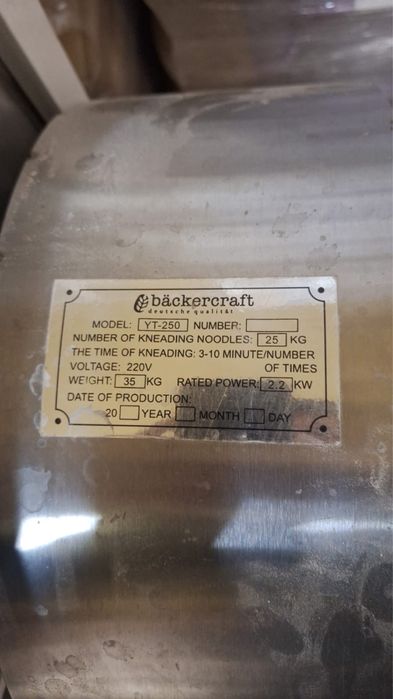 bäckercraft
deutsche qualität
MODEL: YT-250 NUMBER:
NUMBER OF KNEADING NOODLES: 25 KG
THE TIME OF KNEADING: 3-10 MINUTE/NUMBER
VOLTAGE: 220V OF TIMES
WEIGHT: 35 KG RATED POWER: 2.2 KW
DATE OF PRODUCTION:
20 YEAR MONTH DAY